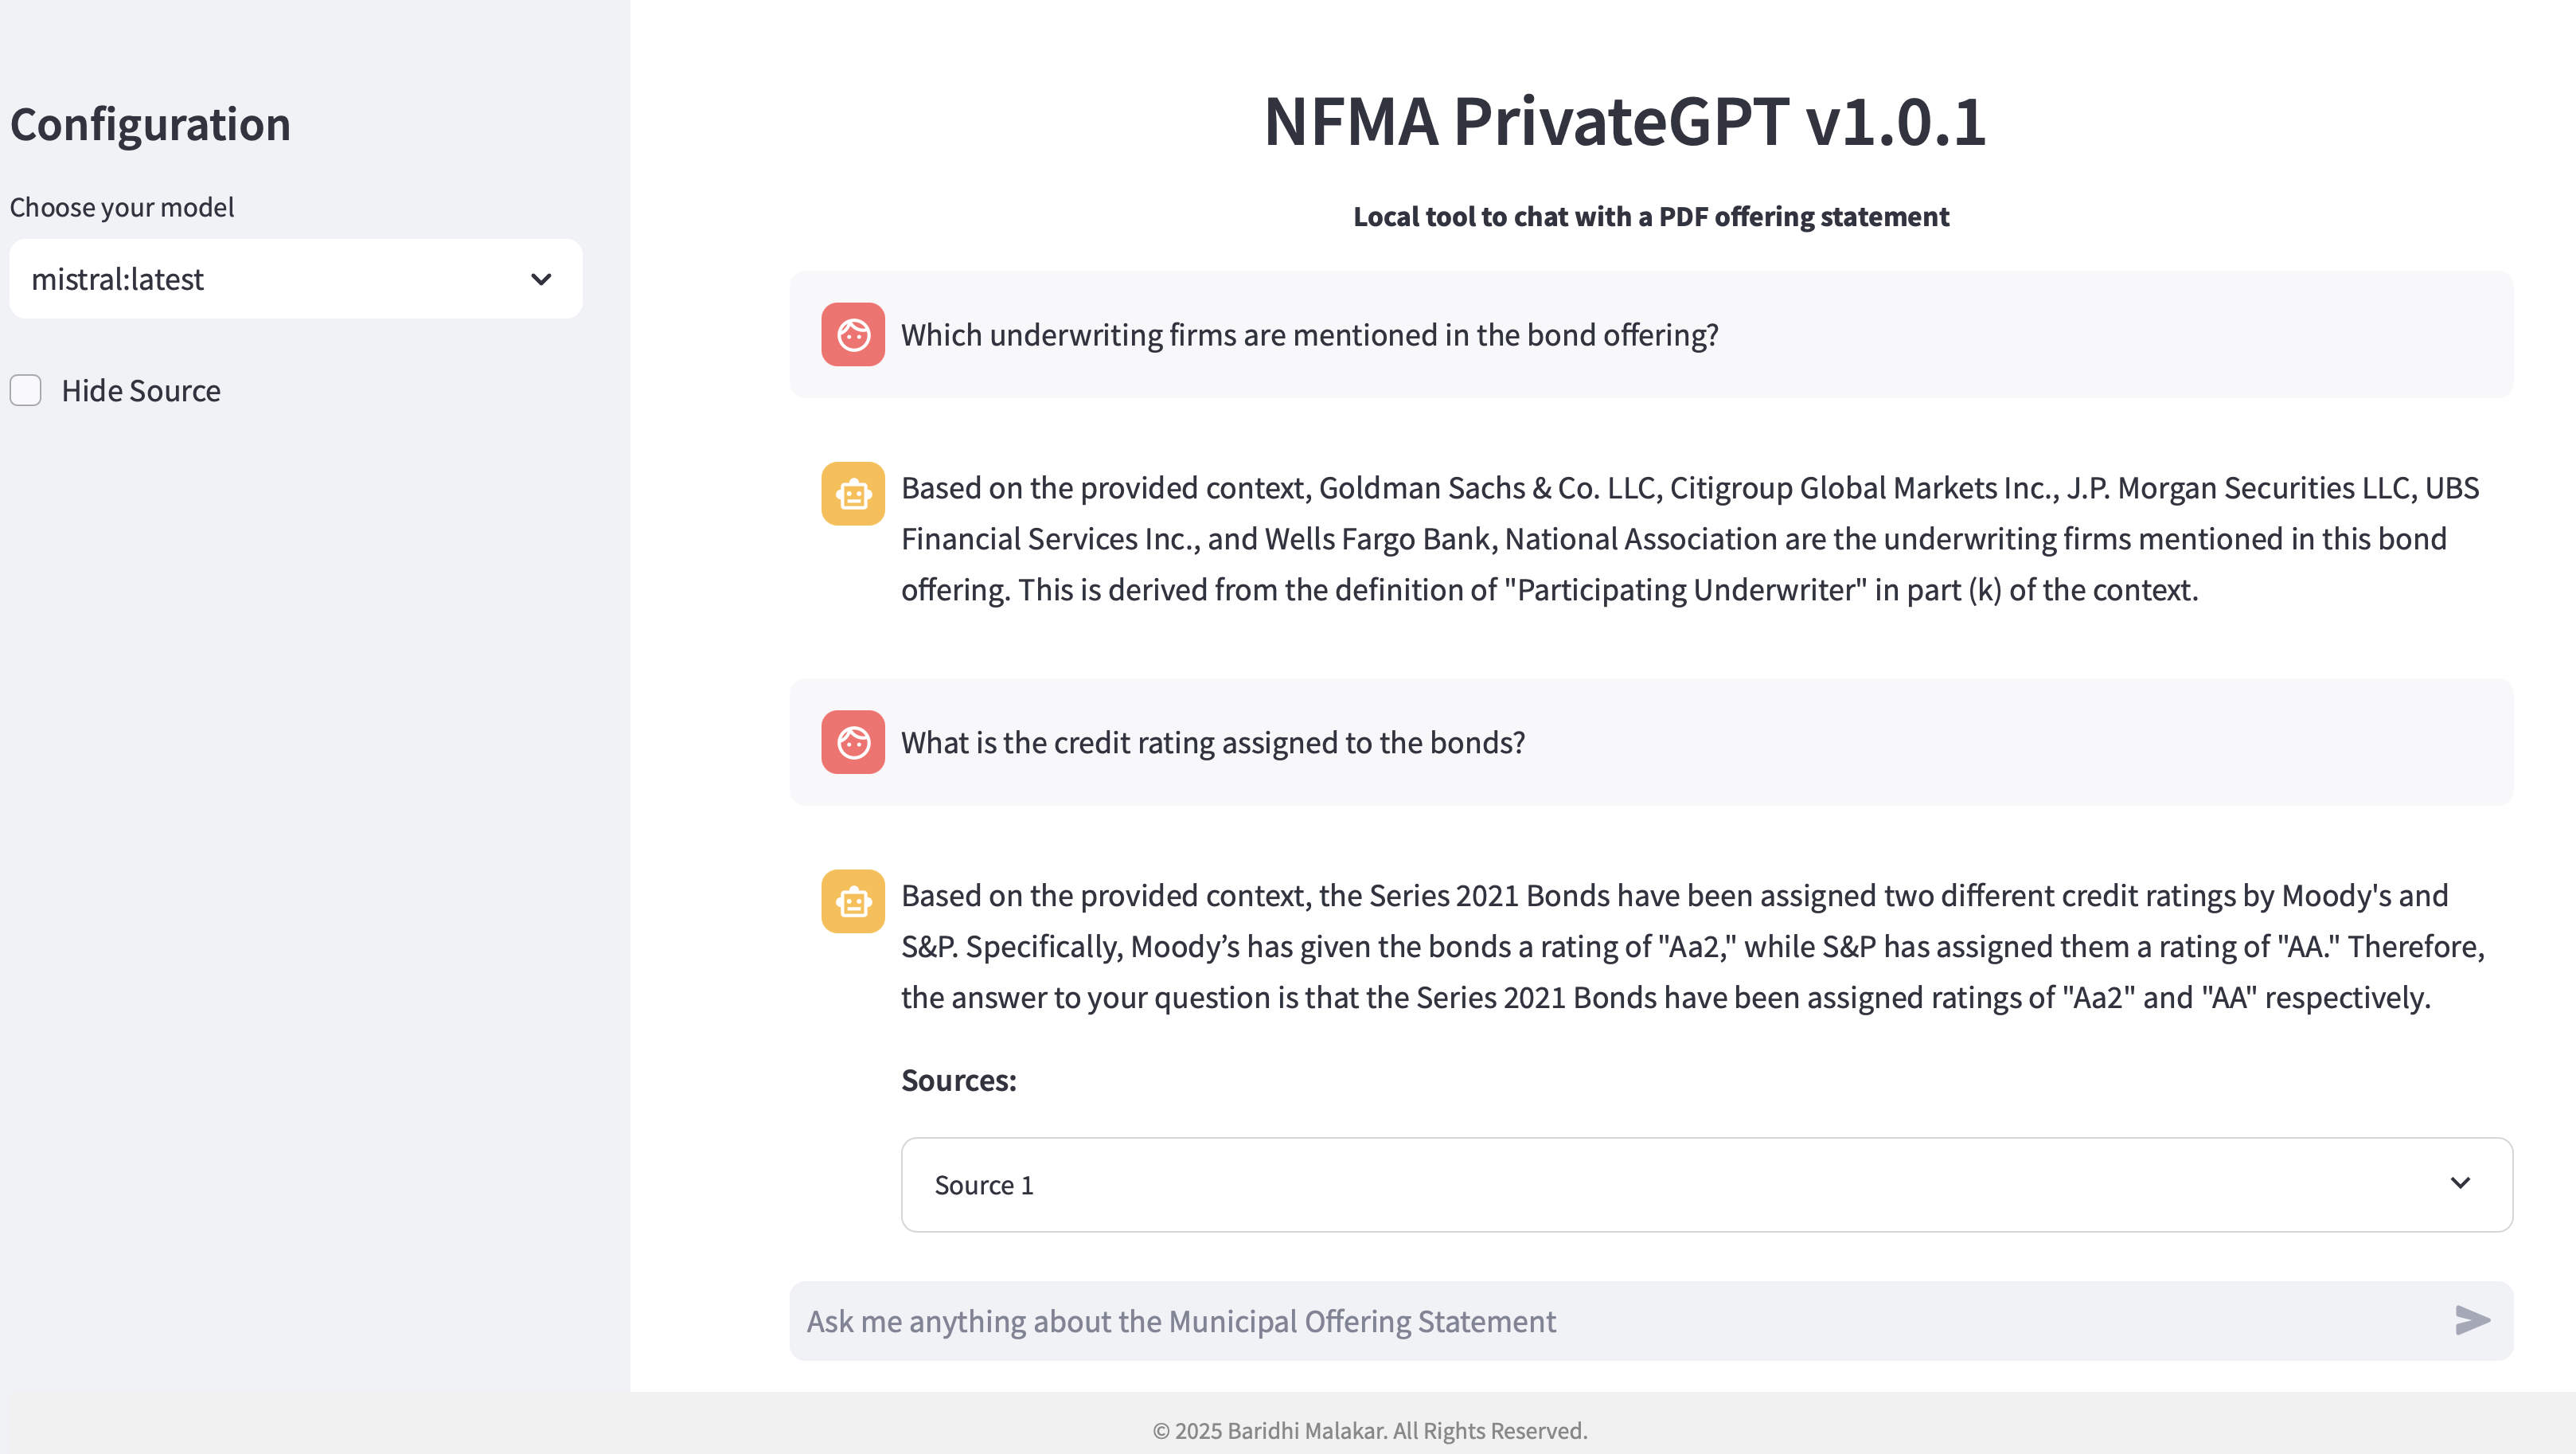 Configuration
Choose your model
mistral:latest
Hide Source
NFMA PrivateGPT v1.0.1
Local tool to chat with a PDF offering statement
Which underwriting firms are mentioned in the bond offering?
Based on the provided context, Goldman Sachs & Co. LLC, Citigroup Global Markets Inc., J.P. Morgan Securities LLC, UBS
Financial Services Inc., and Wells Fargo Bank, National Association are the underwriting firms mentioned in this bond
offering. This is derived from the definition of "Participating Underwriter" in part (k) of the context.
What is the credit rating assigned to the bonds?
Based on the provided context, the Series 2021 Bonds have been assigned two different credit ratings by Moody's and
S&P. Specifically, Moody’s has given the bonds a rating of "Aa2," while S&P has assigned them a rating of "AA." Therefore,
the answer to your question is that the Series 2021 Bonds have been assigned ratings of "Aa2" and "AA" respectively.
Sources:
Source 1
Ask me anything about the Municipal Offering Statement
© 2025 Baridhi Malakar. All Rights Reserved.